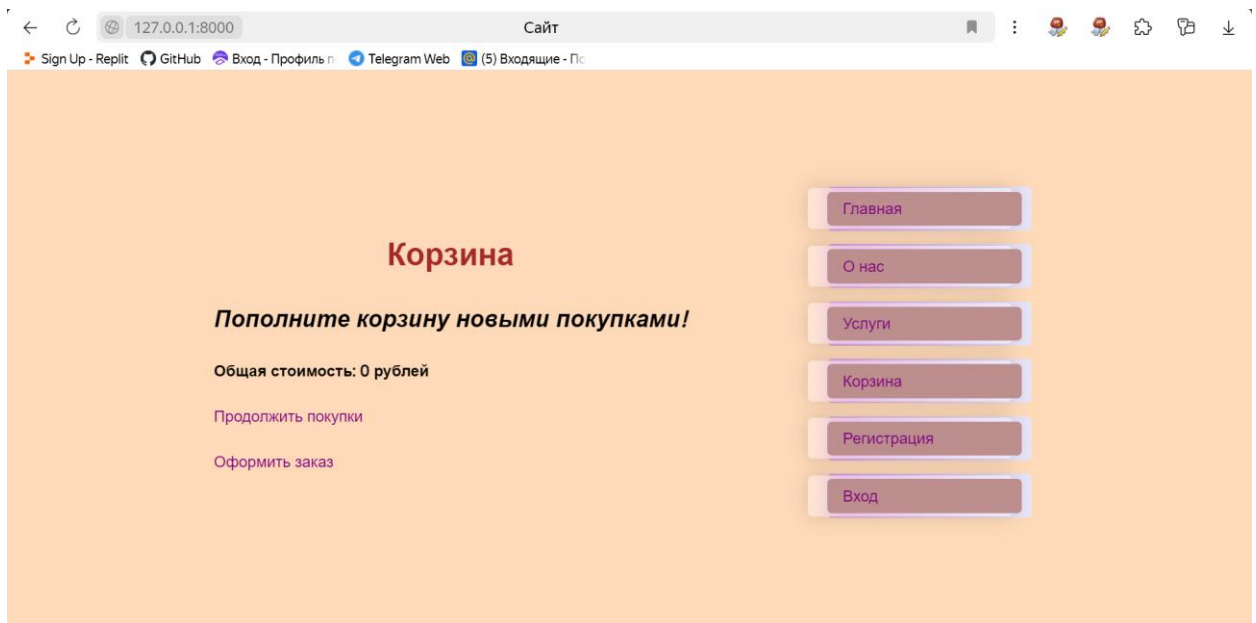 127.0.0.1:8000
Сайт
Sign Up - Replit GitHub Вход - Профиль Telegram Web (5) Входящие -
Главная
О нас
Корзина
Пополните корзину новыми покупками!
Услуги
Общая стоимость: 0 рублей
Корзина
Продолжить покупки
Регистрация
Оформить заказ
Вход